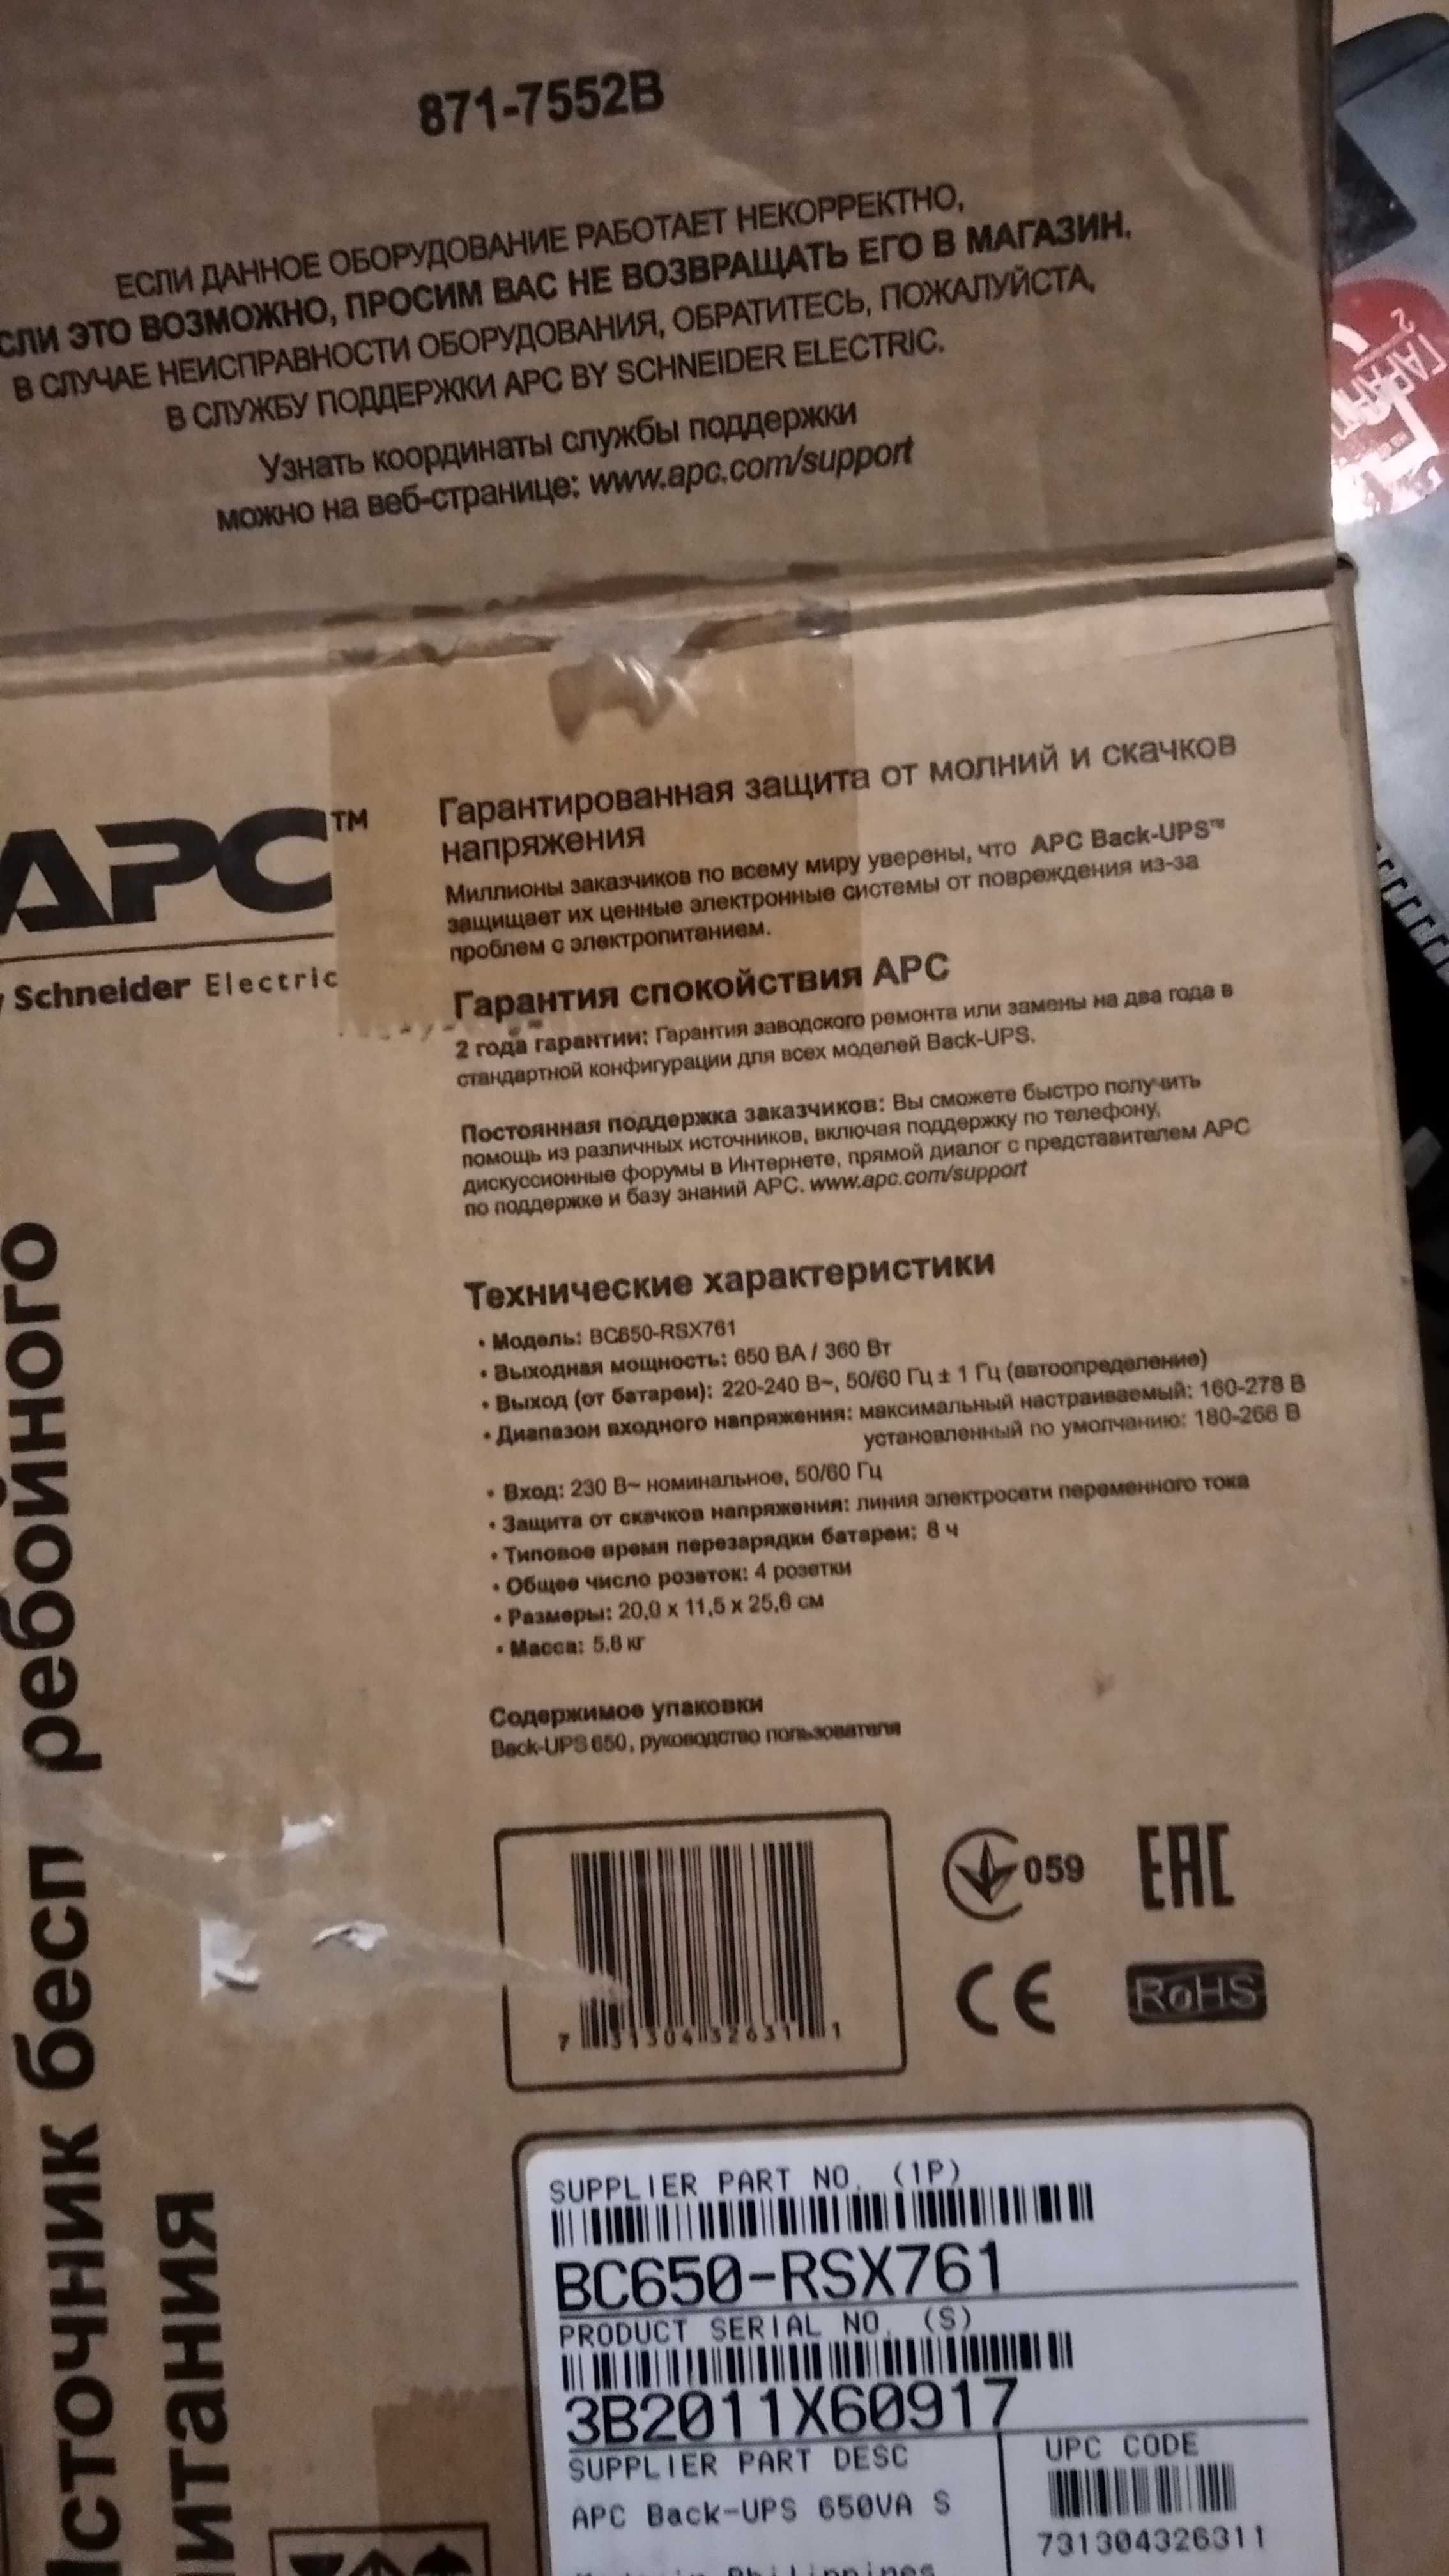 871-7552B
ЕСЛИ ДАННОЕ ОБОРУДОВАНИЕ РАБОТАЕТ НЕКОРРЕКТНО,
СЛИ ЭТО ВОЗМОЖНО, ПРОСИМ ВАС НЕ ВОЗВРАЩАТЬ ЕГО В МАГАЗИН.
В СЛУЧАЕ НЕИСПРАВНОСТИ ОБОРУДОВАНИЯ, ОБРАТИТЕСЬ, ПОЖАЛУЙСТА,
В СЛУЖБУ ПОДДЕРЖКИ APC BY SCHNEIDER ELECTRIC.
Узнать координаты службы поддержки
можно на веб-странице: www.apc.com/support
APC™
Schneider Electric
Гарантированная защита от молний и скачков
напряжения
Миллионы заказчиков по всему миру уверены, что APC Back-UPS™
защищает их ценные электронные системы от повреждения из-за
проблем с электропитанием.
Гарантия спокойствия APC
2 года гарантии: Гарантия заводского ремонта или замены на два года в
стандартной конфигурации для всех моделей Back-UPS.
Постоянная поддержка заказчиков: Вы сможете быстро получить
помощь из различных источников, включая поддержку по телефону,
дискуссионные форумы в Интернете, прямой диалог с представителем APC
по поддержке и базу знаний APC. www.apc.com/support
Технические характеристики
• Модель: BC650-RSX761
• Выходная мощность: 650 ВА / 360 Вт
• Выход (от батареи): 220-240 В~, 50/60 Гц ± 1 Гц (автоопределение)
• Диапазон входного напряжения: максимальный настраиваемый: 160-278 В
установленный по умолчанию: 180-266 В
• Вход: 230 В~ номинальное, 50/60 Гц
• Защита от скачков напряжения: линия электросети переменного тока
• Типовое время перезарядки батареи: 8 ч
• Общее число розеток: 4 розетки
• Размеры: 20,0 x 11,5 x 25,6 см
• Масса: 5.8 кг
Содержимое упаковки
Back-UPS 650, руководство пользователя
059
EAC
CE
RoHS
7 31304 32631 1
сточник бесп ребойного
итания
SUPPLIER PART NO. (1P)
BC650-RSX761
PRODUCT SERIAL NO. (S)
3B2011X60917
SUPPLIER PART DESC
APC Back-UPS 650VA S
UPC CODE
731304326311